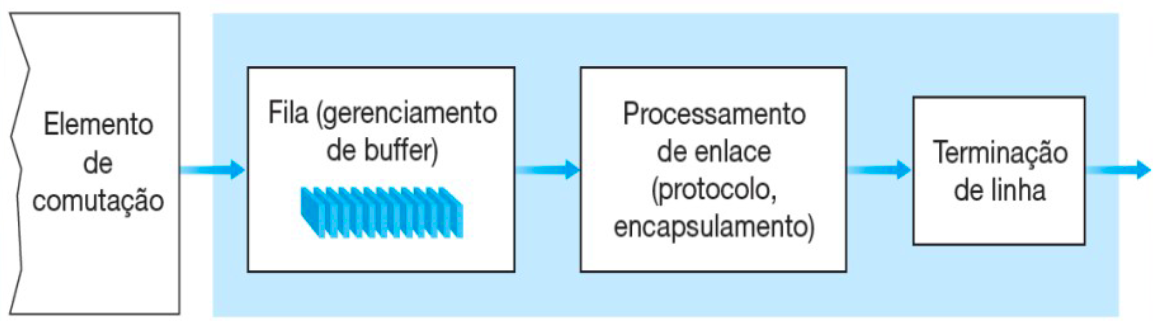 Elemento
de
comutação
Fila (gerenciamento
de buffer)
Processamento
de enlace
(protocolo,
encapsulamento)
Terminação
de linha